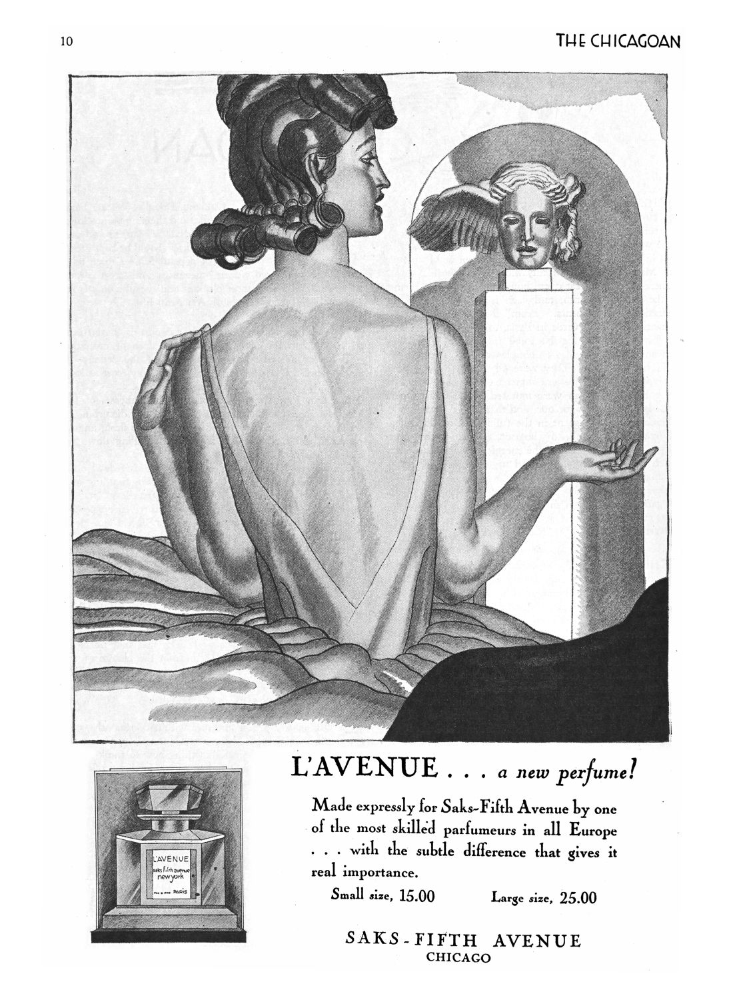 10
THE CHICAGOAN
L'AVENUE . . . a new perfume!
Made expressly for Saks-Fifth Avenue by one
of the most skilled parfumeurs in all Europe
. . . with the subtle difference that gives it
real importance.
Small size, 15.00 Large size, 25.00
L'AVENUE
saks fifth avenue
new york
PARIS
SAKS-FIFTH AVENUE
CHICAGO